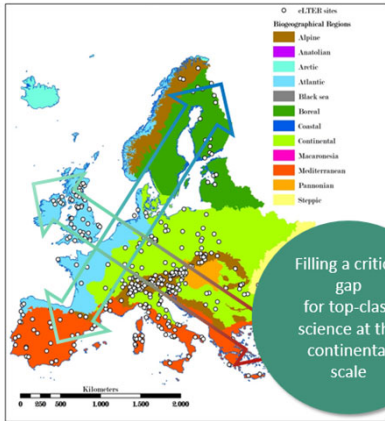 eLTER sites
Biogeographical Regions
Alpine
Anatolian
Arctic
Atlantic
Black sea
Boreal
Coastal
Continental
Macaronesia
Mediterranean
Pannonian
Steppic
Filling a critic
gap
for top-clas
science at th
continenta
scale
Kilometers
0 250 500 1.000 1.500 2.000